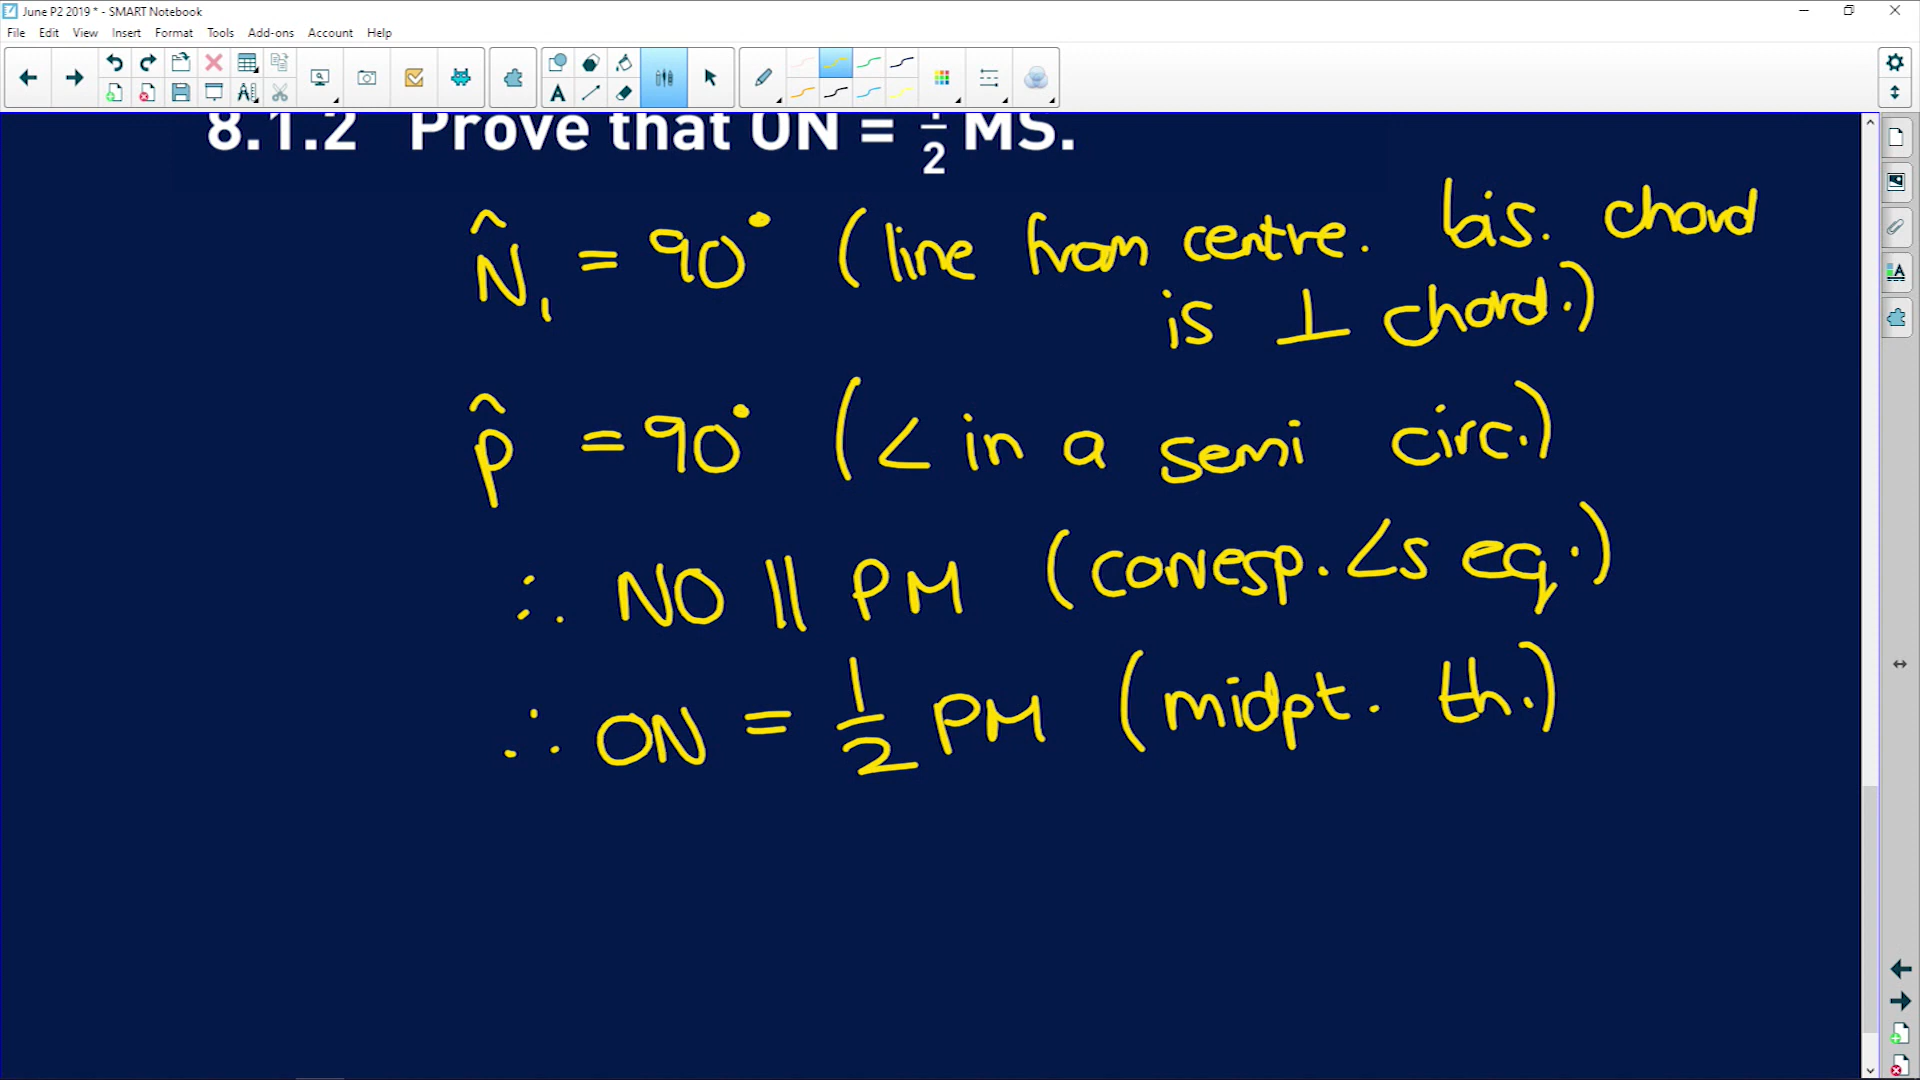 June P2 2019 * - SMART Notebook
File Edit View Insert Format Tools Add-ons Account Help
8.1.2 Prove that ON = 1/2 MS.
N̂₁ = 90° (line from centre. bis. chord
is ⊥ chord.)
P̂ = 90° (∠ in a semi circ.)
∴ NO || PM (corresp. ∠s eq.)
∴ ON = 1/2 PM (midpt. th.)